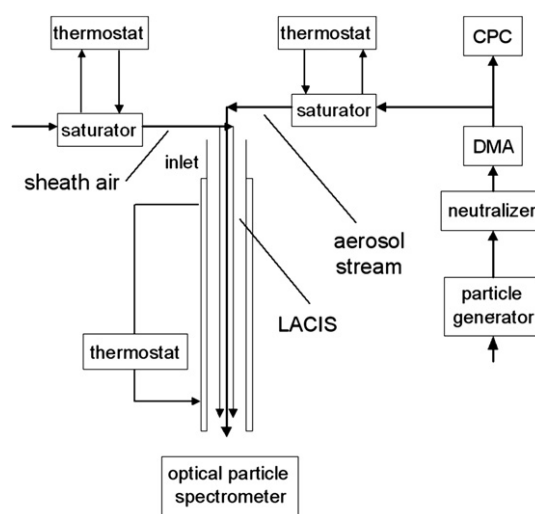 thermostat
thermostat
CPC
saturator
saturator
sheath air
inlet
DMA
neutralizer
aerosol
stream
particle
generator
LACIS
thermostat
optical particle
spectrometer